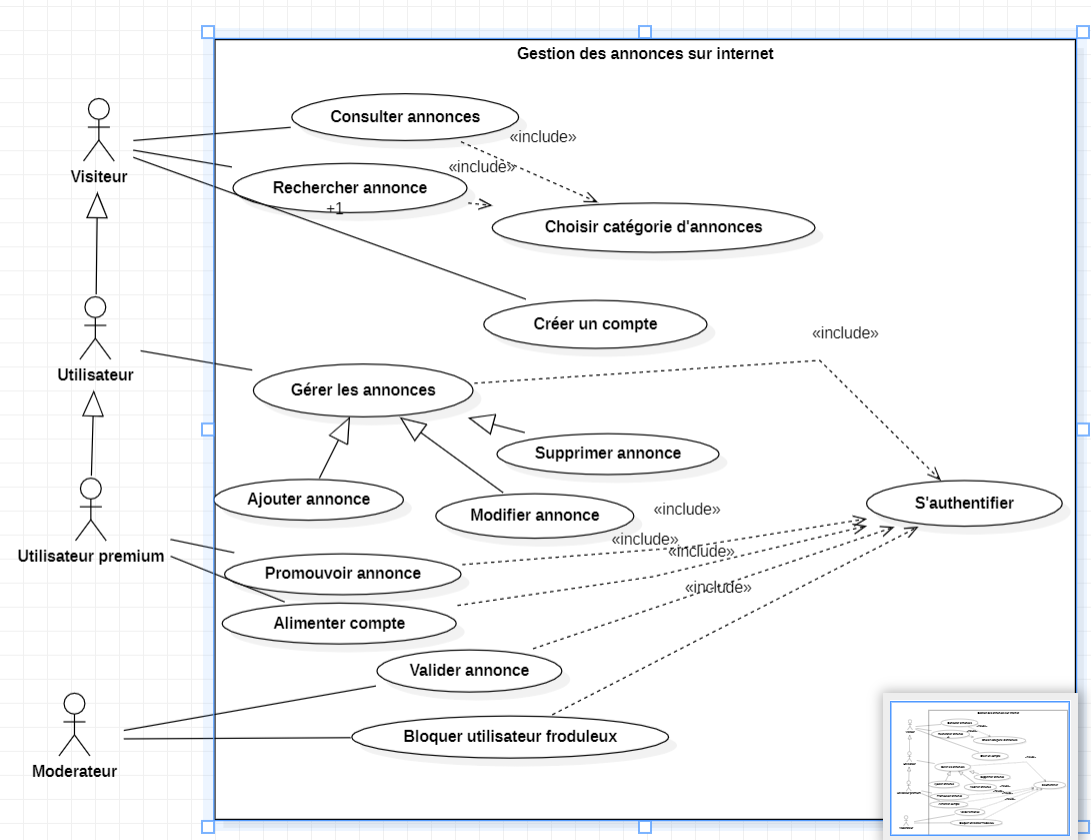 Gestion des annonces sur internet
Consulter annonces
«include»
Visiteur
«include»
Rechercher annonce
+1
Choisir catégorie d'annonces
Créer un compte
«include»
Utilisateur
Gérer les annonces
Supprimer annonce
Ajouter annonce
S'authentifier
«include»
Modifier annonce
«include»
«include»
Utilisateur premium
Promouvoir annonce
«include»
Alimenter compte
Valider annonce
Bloquer utilisateur froduleux
Moderateur